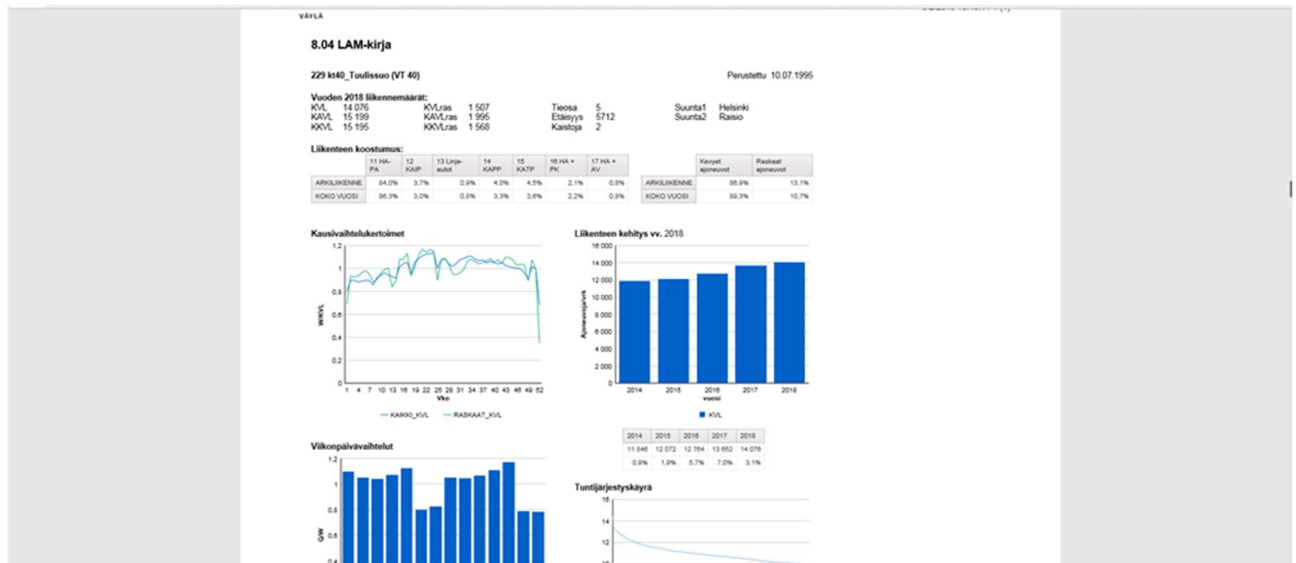 VÄYLÄ
8.04 LAM-kirja
229 kt40_Tuulissuo (VT 40) Perustettu 10.07.1995
Vuoden 2018 liikennemäärät:
KVL 14 076 KVLras 1 507 Tieosa 5 Suunta1 Helsinki
KAVL 15 199 KAVLras 1 995 Etäisyys 5712 Suunta2 Raisio
KKVL 15 195 KKVLras 1 568 Kaistoja 2
Liikenteen koostumus:
11 HA-PA 12 KAIP 13 Linja-autot 14 KAPP 15 KATP 16 HA + PK 17 HA + AV Kevyet ajoneuvot Raskaat ajoneuvot
ARKILIIKENNE 84,0% 3,7% 0,9% 4,0% 4,5% 2,1% 0,8% ARKILIIKENNE 86,9% 13,1%
KOKO VUOSI 86,3% 3,0% 0,8% 3,3% 3,6% 2,2% 0,8% KOKO VUOSI 89,3% 10,7%
Kausivaihtelukertoimet
1,2
1
0,8
0,6
0,4
0,2
0
W/KVL
1 4 7 10 13 16 19 22 25 28 31 34 37 40 43 46 49 52
Vko
KAIKKI_KVL RASKAAT_KVL
Liikenteen kehitys vv. 2018
16 000
14 000
12 000
10 000
8 000
6 000
4 000
2 000
0
Ajoneuvoja/vrk
2014 2015 2016 2017 2018
vuosi
KVL
2014 2015 2016 2017 2018
11 846 12 072 12 764 13 652 14 076
0,9% 1,9% 5,7% 7,0% 3,1%
Viikonpäivävaihtelut
1,2
1
0,8
0,6
0,4
G/W
Tuntijärjestyskäyrä
16
14
12